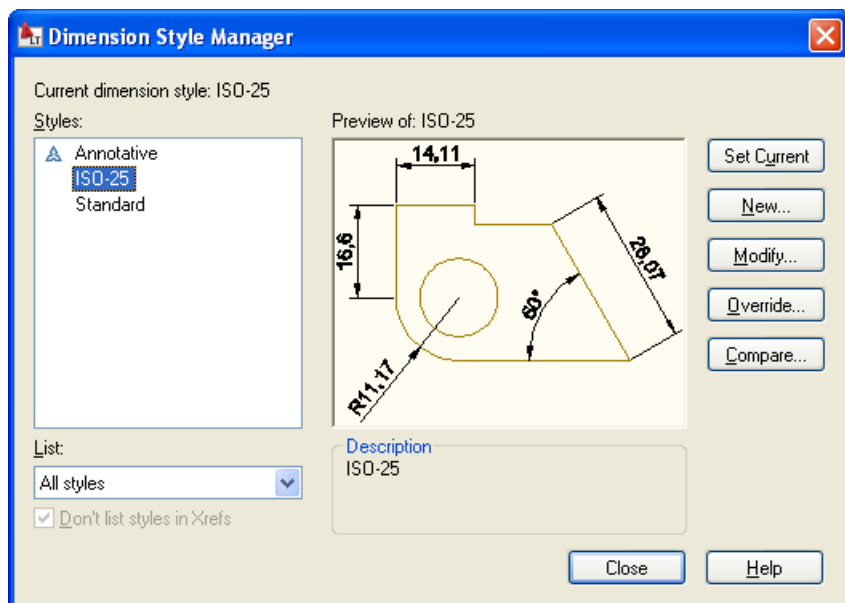 LT Dimension Style Manager
Current dimension style: ISO-25
Styles:
Annotative
ISO-25
Standard
Preview of: ISO-25
14,11
16,6
28,07
60°
R11,17
Set Current
New...
Modify...
Override...
Compare...
List:
All styles
Don't list styles in Xrefs
Description
ISO-25
Close
Help